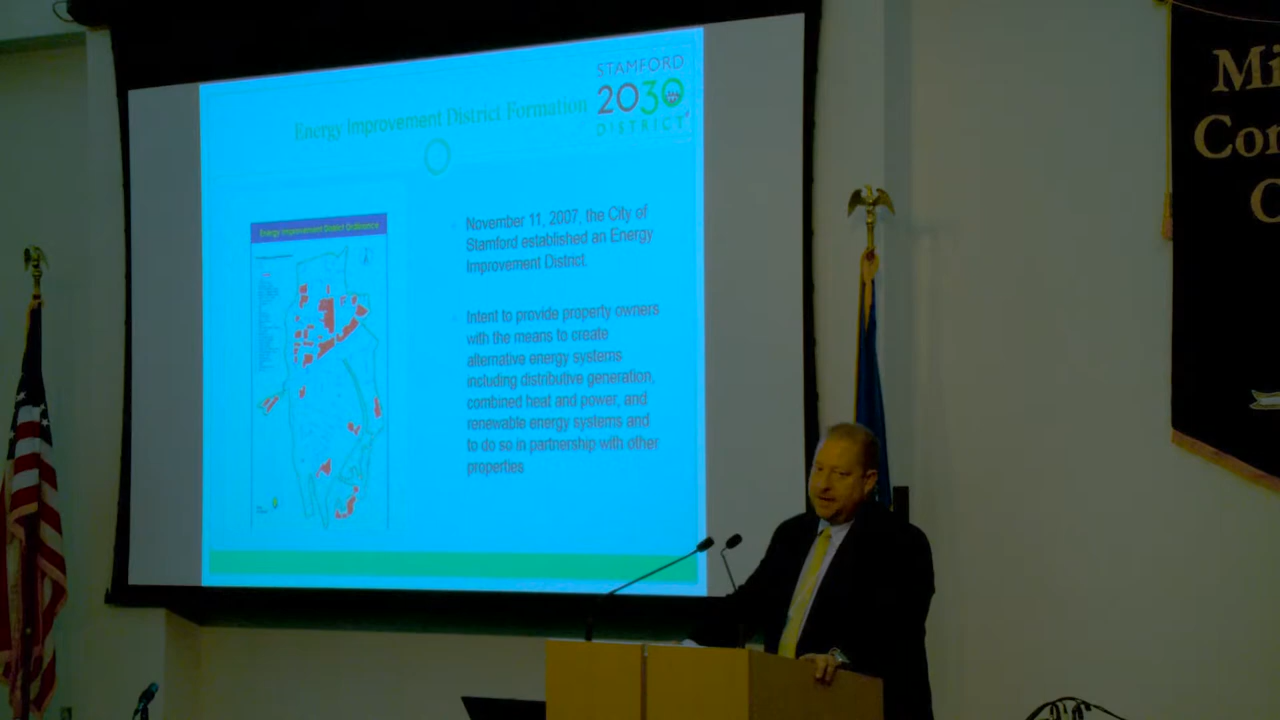 STAMFORD
2030
DISTRICT
Energy Improvement District Formation
Energy Improvement District Ordinance
November 11, 2007, the City of
Stamford established an Energy
Improvement District.
Intent to provide property owners
with the means to create
alternative energy systems
including distributive generation,
combined heat and power, and
renewable energy systems and
to do so in partnership with other
properties
Mi
Co
C